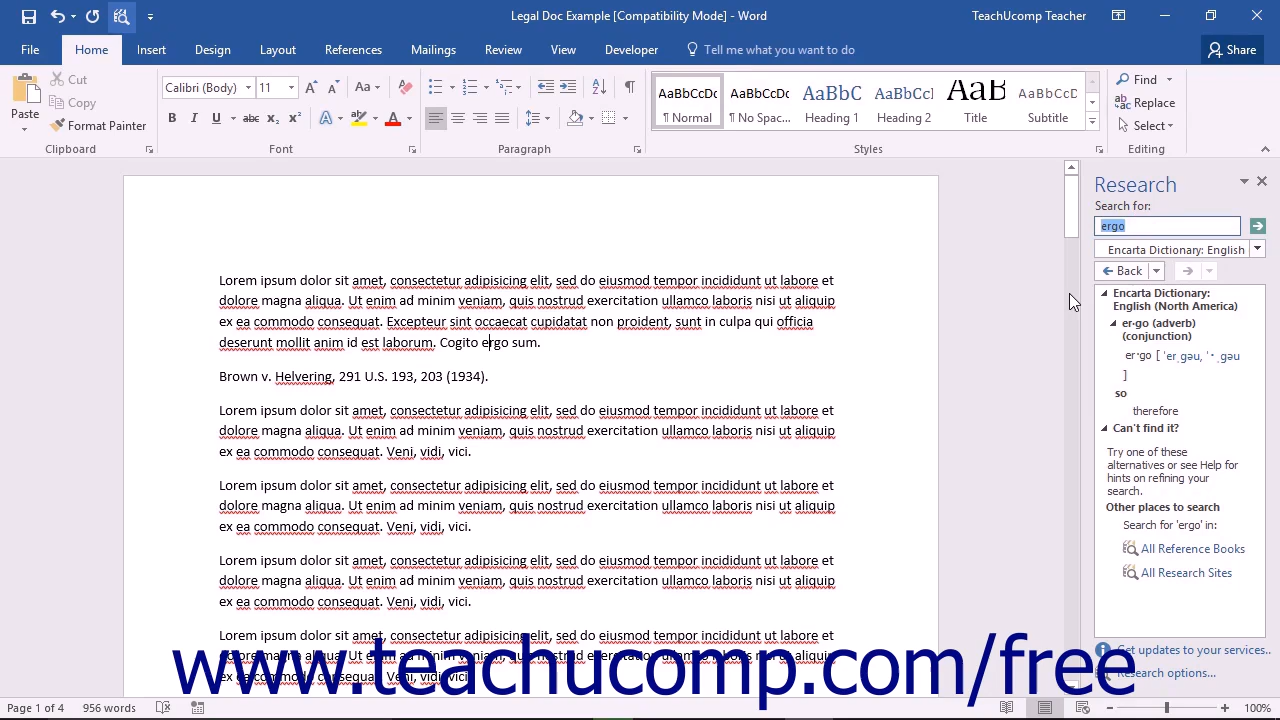 Legal Doc Example [Compatibility Mode] - Word
TeachUcomp Teacher
File Home Insert Design Layout References Mailings Review View Developer Tell me what you want to do Share
Paste
Cut
Copy
Format Painter
Clipboard
Calibri (Body) 11
Font
Paragraph
AaBbCcDc AaBbCcDc AaBbC AaBbCcI AaB AaBbCcC
¶ Normal ¶ No Spac... Heading 1 Heading 2 Title Subtitle
Styles
Find
Replace
Select
Editing
Lorem ipsum dolor sit amet, consectetur adipisicing elit, sed do eiusmod tempor incididunt ut labore et
dolore magna aliqua. Ut enim ad minim veniam, quis nostrud exercitation ullamco laboris nisi ut aliquip
ex ea commodo consequat. Excepteur sint occaecat cupidatat non proident, sunt in culpa qui officia
deserunt mollit anim id est laborum. Cogito ergo sum.
Brown v. Helvering, 291 U.S. 193, 203 (1934).
Lorem ipsum dolor sit amet, consectetur adipisicing elit, sed do eiusmod tempor incididunt ut labore et
dolore magna aliqua. Ut enim ad minim veniam, quis nostrud exercitation ullamco laboris nisi ut aliquip
ex ea commodo consequat. Veni, vidi, vici.
Lorem ipsum dolor sit amet, consectetur adipisicing elit, sed do eiusmod tempor incididunt ut labore et
dolore magna aliqua. Ut enim ad minim veniam, quis nostrud exercitation ullamco laboris nisi ut aliquip
ex ea commodo consequat. Veni, vidi, vici.
Lorem ipsum dolor sit amet, consectetur adipisicing elit, sed do eiusmod tempor incididunt ut labore et
dolore magna aliqua. Ut enim ad minim veniam, quis nostrud exercitation ullamco laboris nisi ut aliquip
ex ea commodo consequat. Veni, vidi, vici.
Lorem ipsum dolor sit amet, consectetur adipisicing elit, sed do eiusmod tempor incididunt ut labore et
Research
Search for:
ergo
Encarta Dictionary: English
Back
Encarta Dictionary:
English (North America)
er·go (adverb)
(conjunction)
er·go [ ˈer ̩gəu, ˈ· ̩gəu
]
so
therefore
Can't find it?
Try one of these
alternatives or see Help for
hints on refining your
search.
Other places to search
Search for 'ergo' in:
All Reference Books
All Research Sites
Get updates to your services...
Research options...
www.teachucomp.com/free
Page 1 of 4 956 words 100%